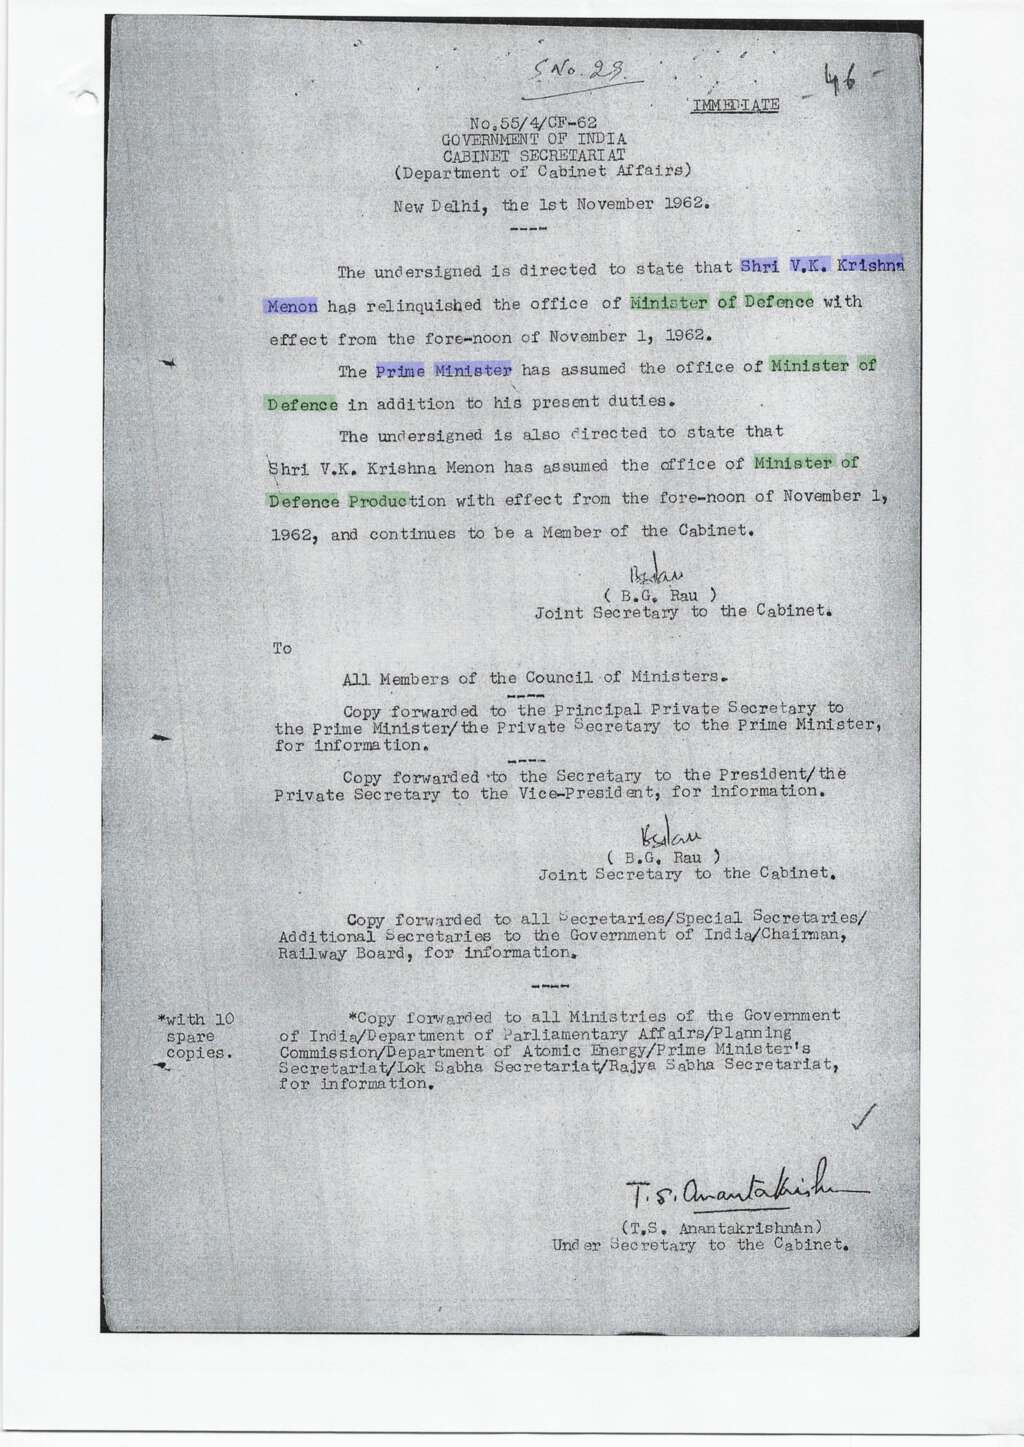 S No. 29.
46 -
IMMEDIATE
No.55/4/CF-62
GOVERNMENT OF INDIA
CABINET SECRETARIAT
(Department of Cabinet Affairs)
New Delhi, the 1st November 1962.
----
The undersigned is directed to state that Shri V.K. Krishna
Menon has relinquished the office of Minister of Defence with
effect from the fore-noon of November 1, 1962.
The Prime Minister has assumed the office of Minister of
Defence in addition to his present duties.
The undersigned is also directed to state that
Shri V.K. Krishna Menon has assumed the office of Minister of
Defence Production with effect from the fore-noon of November 1,
1962, and continues to be a Member of the Cabinet.
( B.G. Rau )
Joint Secretary to the Cabinet.
To
All Members of the Council of Ministers.
----
Copy forwarded to the Principal Private Secretary to
the Prime Minister/the Private Secretary to the Prime Minister,
for information.
----
Copy forwarded to the Secretary to the President/the
Private Secretary to the Vice-President, for information.
( B.G. Rau )
Joint Secretary to the Cabinet.
Copy forwarded to all Secretaries/Special Secretaries/
Additional Secretaries to the Government of India/Chairman,
Railway Board, for information.
----
*with 10
spare
copies.
*Copy forwarded to all Ministries of the Government
of India/Department of Parliamentary Affairs/Planning
Commission/Department of Atomic Energy/Prime Minister's
Secretariat/Lok Sabha Secretariat/Rajya Sabha Secretariat,
for information.
T.S. Anantakrishn
(T.S. Anantakrishnan)
Under Secretary to the Cabinet.